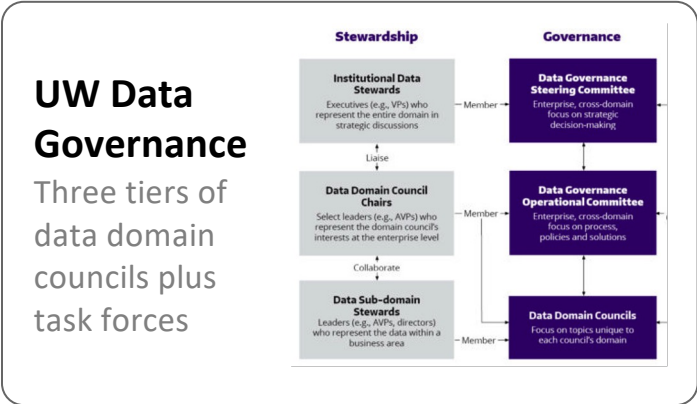 UW Data
Governance
Three tiers of
data domain
councils plus
task forces
Stewardship
Governance
Institutional Data
Stewards
Executives (e.g., VPs) who
represent the entire domain in
strategic discussions
Member
Data Governance
Steering Committee
Enterprise, cross-domain
focus on strategic
decision-making
Liaise
Data Domain Council
Chairs
Select leaders (e.g., AVPs) who
represent the domain council's
interests at the enterprise level
Member
Data Governance
Operational Committee
Enterprise, cross-domain
focus on process,
policies and solutions
Collaborate
Data Sub-domain
Stewards
Leaders (e.g., AVPs, directors)
who represent the data within a
business area
Member
Data Domain Councils
Focus on topics unique to
each council's domain